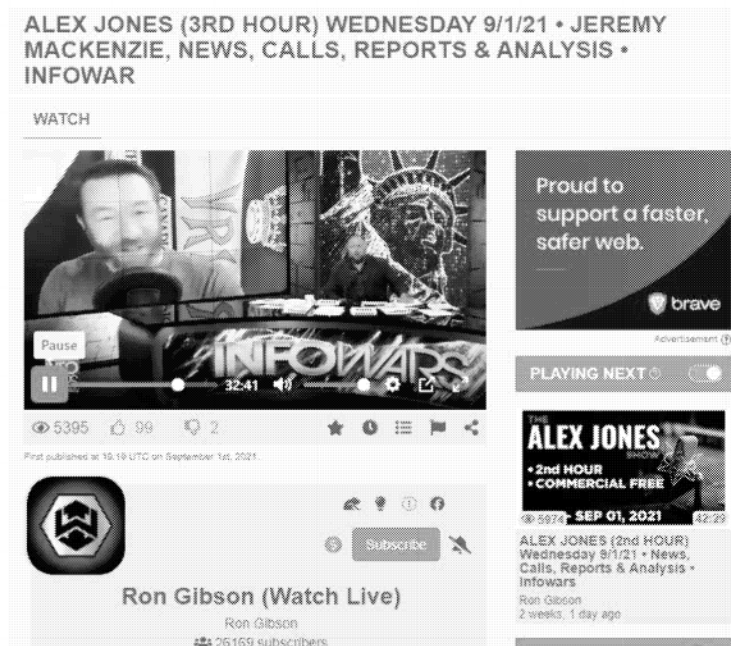 ALEX JONES (3RD HOUR) WEDNESDAY 9/1/21 • JEREMY
MACKENZIE, NEWS, CALLS, REPORTS & ANALYSIS •
INFOWAR
WATCH
Pause
INFOWARS
32:41
5395 99 2
First published at 19:19 UTC on September 1st, 2021.
Subscribe
Ron Gibson (Watch Live)
Ron Gibson
26169 subscribers
Proud to
support a faster,
safer web.
brave
Advertisement
PLAYING NEXT
THE
ALEX JONES
SHOW
• 2nd HOUR
• COMMERCIAL FREE
5974 - SEP 01, 2021 42:29
ALEX JONES (2nd HOUR)
Wednesday 9/1/21 • News,
Calls, Reports & Analysis •
Infowars
Ron Gibson
2 weeks, 1 day ago